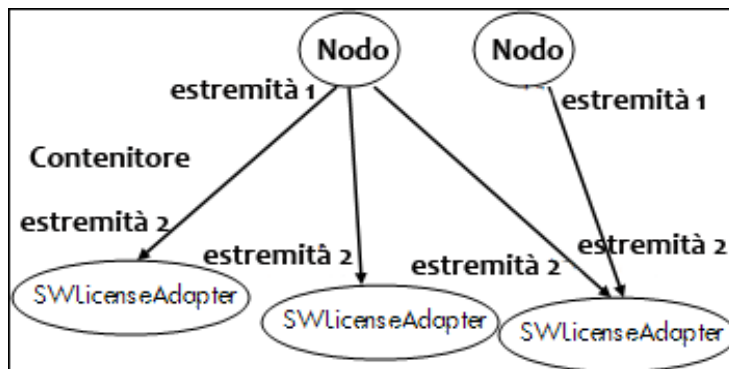 Nodo
Nodo
estremità 1
estremità 1
Contenitore
estremità 2
estremità 2
estremità 2
estremità 2
SWLicenseAdapter
SWLicenseAdapter
SWLicenseAdapter